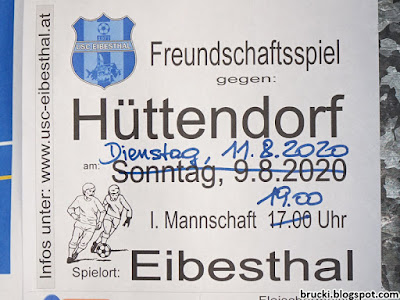 USC-EIBESTHAL
Infos unter: www.usc-eibesthal.at
Freundschaftsspiel
gegen:
Hüttendorf
Dienstag, 11.8.2020
am: Sonntag, 9.8.2020
19.00
I. Mannschaft 17.00 Uhr
Spielort: Eibesthal
brucki.blogspot.com